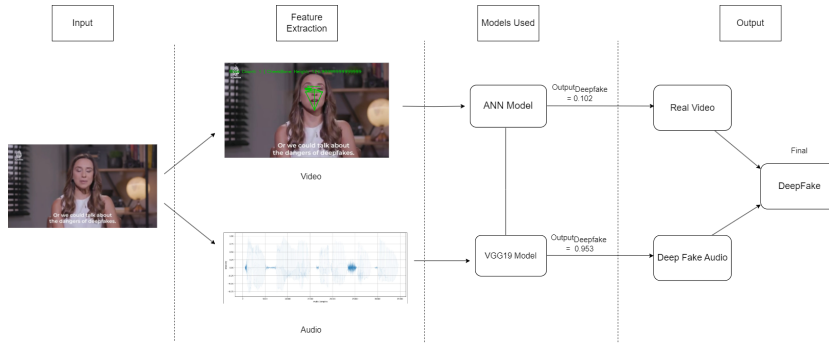 Input
Feature
Extraction
Models Used
Output
Or we could talk about
the dangers of deepfakes.
Video
Or we could talk about
the dangers of deepfakes.
Audio
ANN Model
Output Deepfake
= 0.102
Real Video
VGG19 Model
Output Deepfake
= 0.953
Deep Fake Audio
Final
DeepFake